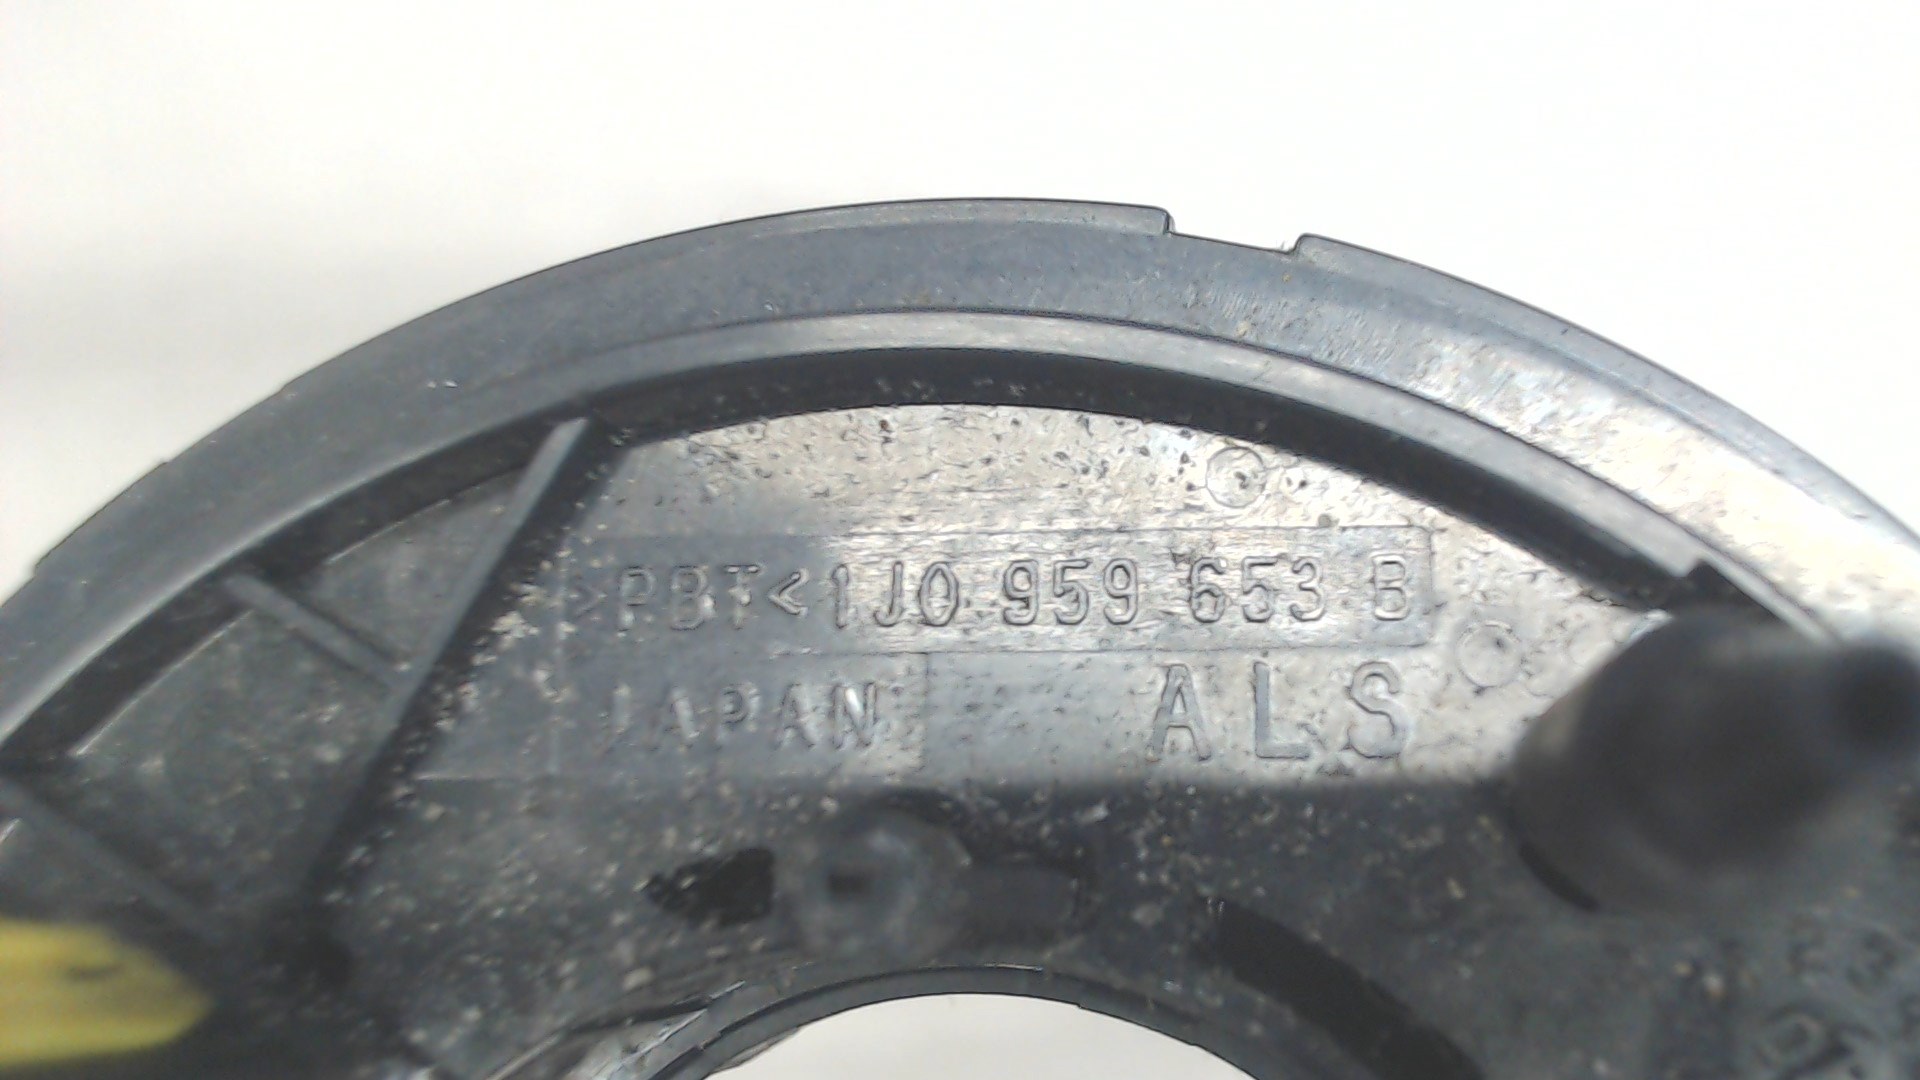 >PBT< 1J0 959 653 B
JAPAN ALS